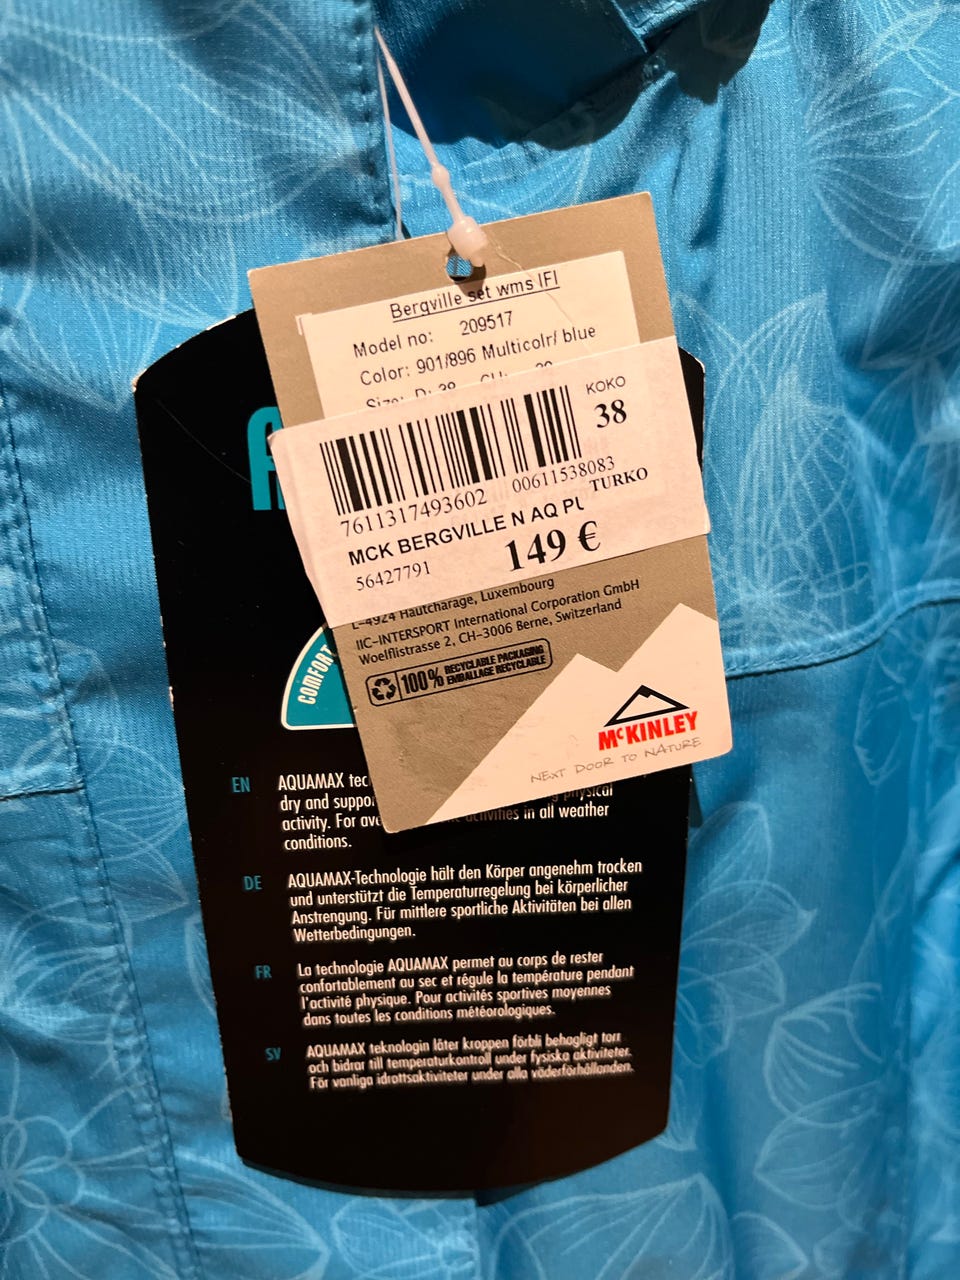 Bergville set wms IFI
Model no: 209517
Color: 901/896 Multicolr/ blue
Size: D: 38
KOKO
38
7611317493602
00611538083
TURKO
MCK BERGVILLE N AQ PL
149 €
56427791
L-4924 Hautcharage, Luxembourg
IIC-INTERSPORT International Corporation GmbH
Woelflistrasse 2, CH-3006 Berne, Switzerland
100% RECYCLABLE PACKAGING
EMBALLAGE RECYCLABLE
McKINLEY
NEXT DOOR TO NATURE
COMFORT
EN AQUAMAX
dry and physical
activity. For activities in all weather
conditions.
DE AQUAMAX-Technologie hält den Körper angenehm trocken
und unterstützt die Temperaturregelung bei körperlicher
Anstrengung. Für mittlere sportliche Aktivitäten bei allen
Wetterbedingungen.
FR La technologie AQUAMAX permet au corps de rester
confortablement au sec et régule la température pendant
l'activité physique. Pour activités sportives moyennes
dans toutes les conditions météorologiques.
SV AQUAMAX teknologin låter kroppen förbli behagligt torr
och bidrar till temperaturkontroll under fysiska aktiviteter.
För vanliga idrottsaktiviteter under alla väderförhållanden.